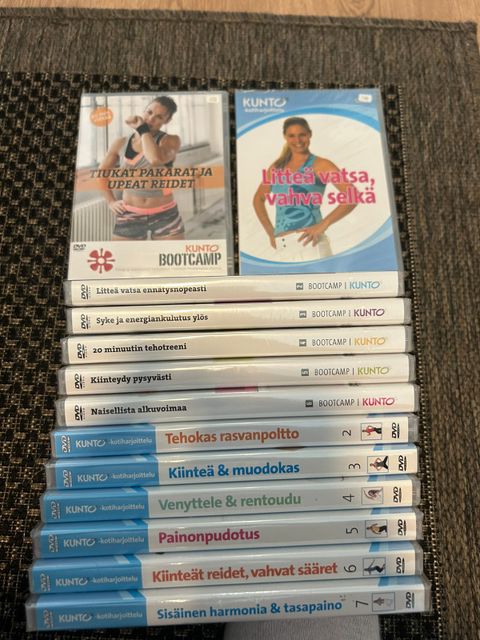 TIUKAT PAKARAT JA
UPEAT REIDET
DVD
KUNTO
BOOTCAMP
KUNTO
-kotiharjoittelu
Litteä vatsa,
vahva selkä
DVD Litteä vatsa ennätysnopeasti 2 BOOTCAMP | KUNTO
DVD Syke ja energiankulutus ylös BOOTCAMP | KUNTO
DVD 20 minuutin tehotreeni BOOTCAMP | KUNTO
DVD Kiinteydy pysyvästi BOOTCAMP | KUNTO
DVD Naisellista alkuvoimaa BOOTCAMP | KUNTO
DVD KUNTO -kotiharjoittelu Tehokas rasvanpoltto 2 DVD
DVD KUNTO -kotiharjoittelu Kiinteä & muodokas 3 DVD
DVD KUNTO -kotiharjoittelu Venyttele & rentoudu 4 DVD
DVD KUNTO -kotiharjoittelu Painonpudotus 5 DVD
DVD KUNTO -kotiharjoittelu Kiinteät reidet, vahvat sääret 6 DVD
DVD KUNTO -kotiharjoittelu Sisäinen harmonia & tasapaino 7 DVD